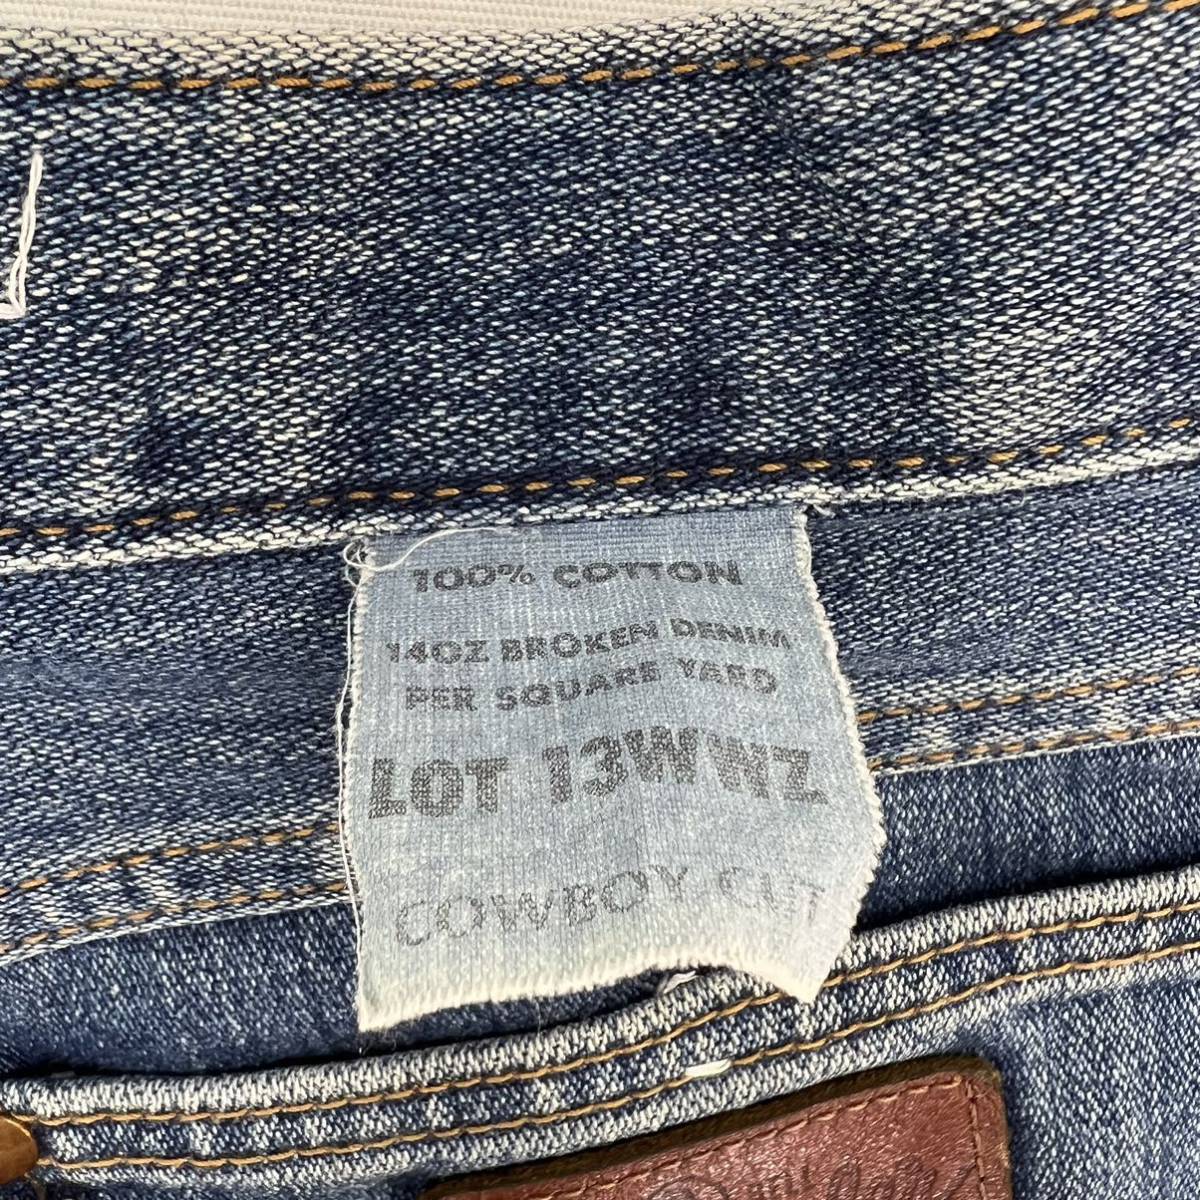 100% COTTON
14OZ BROKEN DENIM
PER SQUARE YARD
LOT 13WWZ
COWBOY CUT